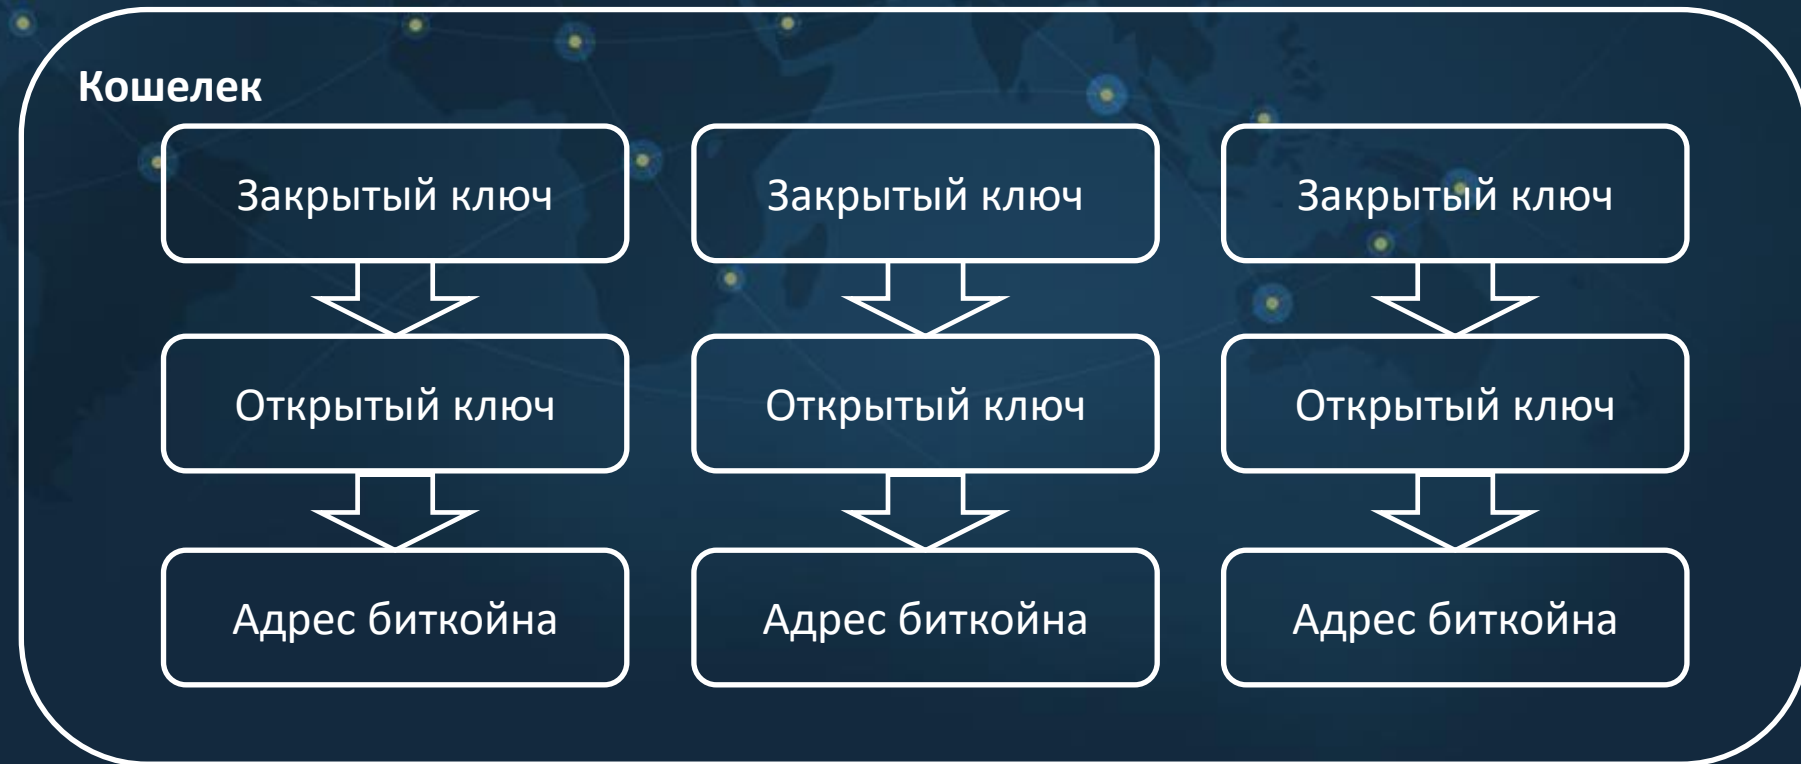 Кошелек
Закрытый ключ
Закрытый ключ
Закрытый ключ
Открытый ключ
Открытый ключ
Открытый ключ
Адрес биткойна
Адрес биткойна
Адрес биткойна